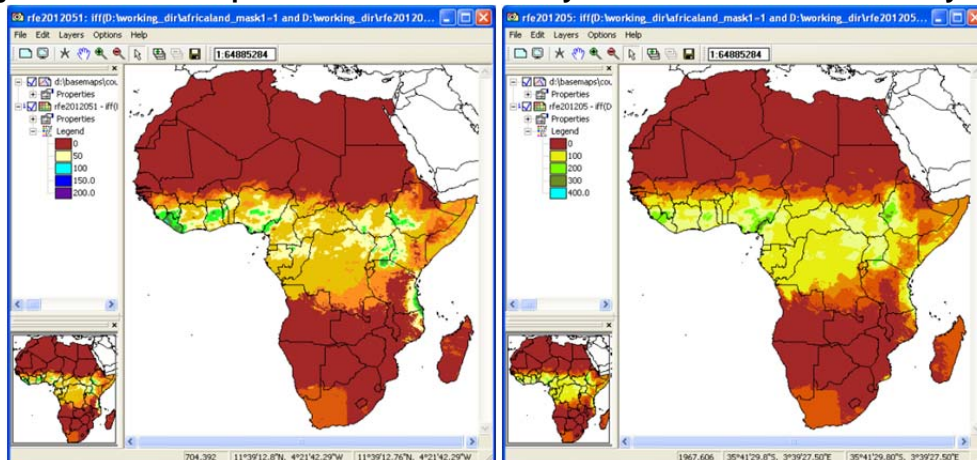 rfe2012051: iff(D:\working_dir\africaland_mask1=1 and D:\working_dir\rfe20120...
File Edit Layers Options Help
1:64885284
d:\basemaps\cou
Properties
rfe2012051 - iff(D
Properties
Legend
0
50
100
150.0
200.0
704,392 11°39'12.8"N, 4°21'42.29"W 11°39'12.76"N, 4°21'42.29"W
rfe201205: iff(D:\working_dir\africaland_mask1=1 and D:\working_dir\rfe201205...
File Edit Layers Options Help
1:64885284
d:\basemaps\cou
Properties
rfe201205 - iff(D
Properties
Legend
0
100
200
300
400.0
1967,606 35°41'29.8"S, 3°39'27.50"E 35°41'29.80"S, 3°39'27.50"E